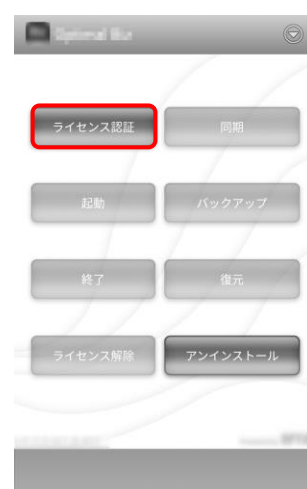 ライセンス認証
同期
起動
バックアップ
終了
復元
ライセンス解除
アンインストール